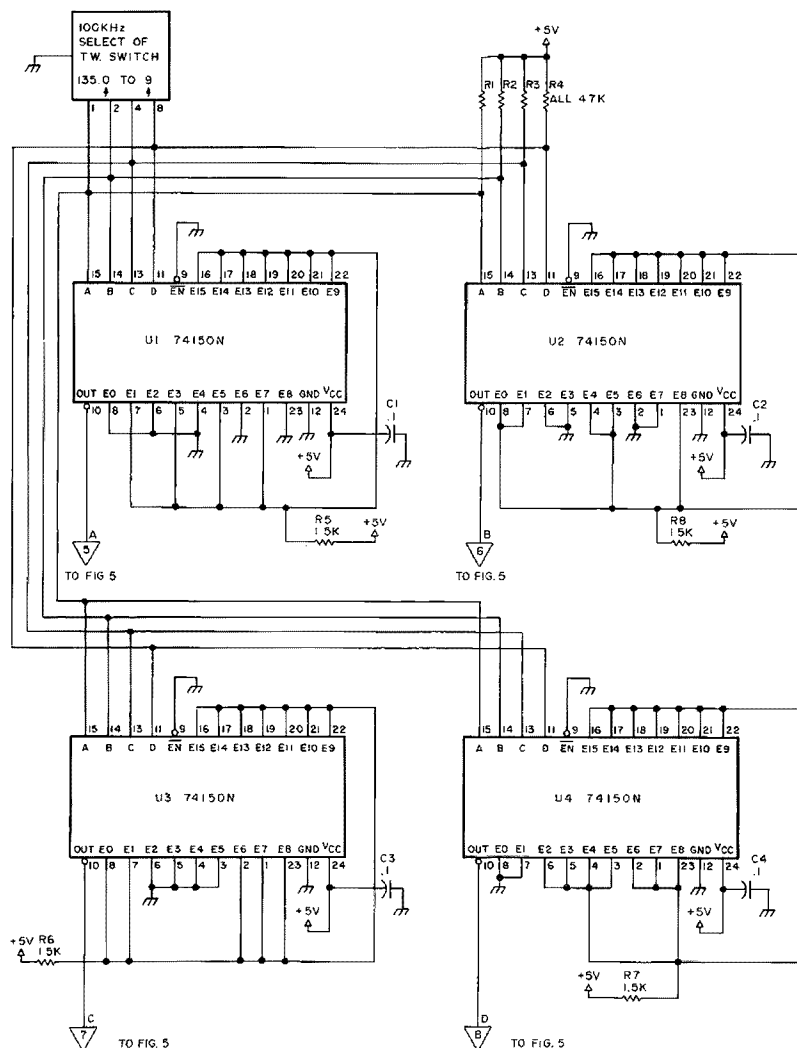 100KHz
SELECT OF
T.W. SWITCH
135.0 TO 9
1 2 4 8
+5V
R1 R2 R3 R4
ALL 47K
15 14 13 11 9 16 17 18 19 20 21 22
A B C D EN E15 E14 E13 E12 E11 E10 E9
U1 74150N
OUT E0 E1 E2 E3 E4 E5 E6 E7 E8 GND VCC
10 8 7 6 5 4 3 2 1 23 12 24
C1
.1
+5V
R5
1.5K
+5V
A
5
TO FIG 5
15 14 13 11 9 16 17 18 19 20 21 22
A B C D EN E15 E14 E13 E12 E11 E10 E9
U2 74150N
OUT E0 E1 E2 E3 E4 E5 E6 E7 E8 GND VCC
10 8 7 6 5 4 3 2 1 23 12 24
C2
.1
+5V
R8
1.5K
+5V
B
6
TO FIG. 5
15 14 13 11 9 16 17 18 19 20 21 22
A B C D EN E15 E14 E13 E12 E11 E10 E9
U3 74150N
OUT E0 E1 E2 E3 E4 E5 E6 E7 E8 GND VCC
10 8 7 6 5 4 3 2 1 23 12 24
C3
.1
+5V
+5V R6
1.5K
C
7
TO FIG. 5
15 14 13 11 9 16 17 18 19 20 21 22
A B C D EN E15 E14 E13 E12 E11 E10 E9
U4 74150N
OUT E0 E1 E2 E3 E4 E5 E6 E7 E8 GND VCC
10 8 7 6 5 4 3 2 1 23 12 24
C4
.1
+5V
+5V R7
1.5K
D
8
TO FIG. 5